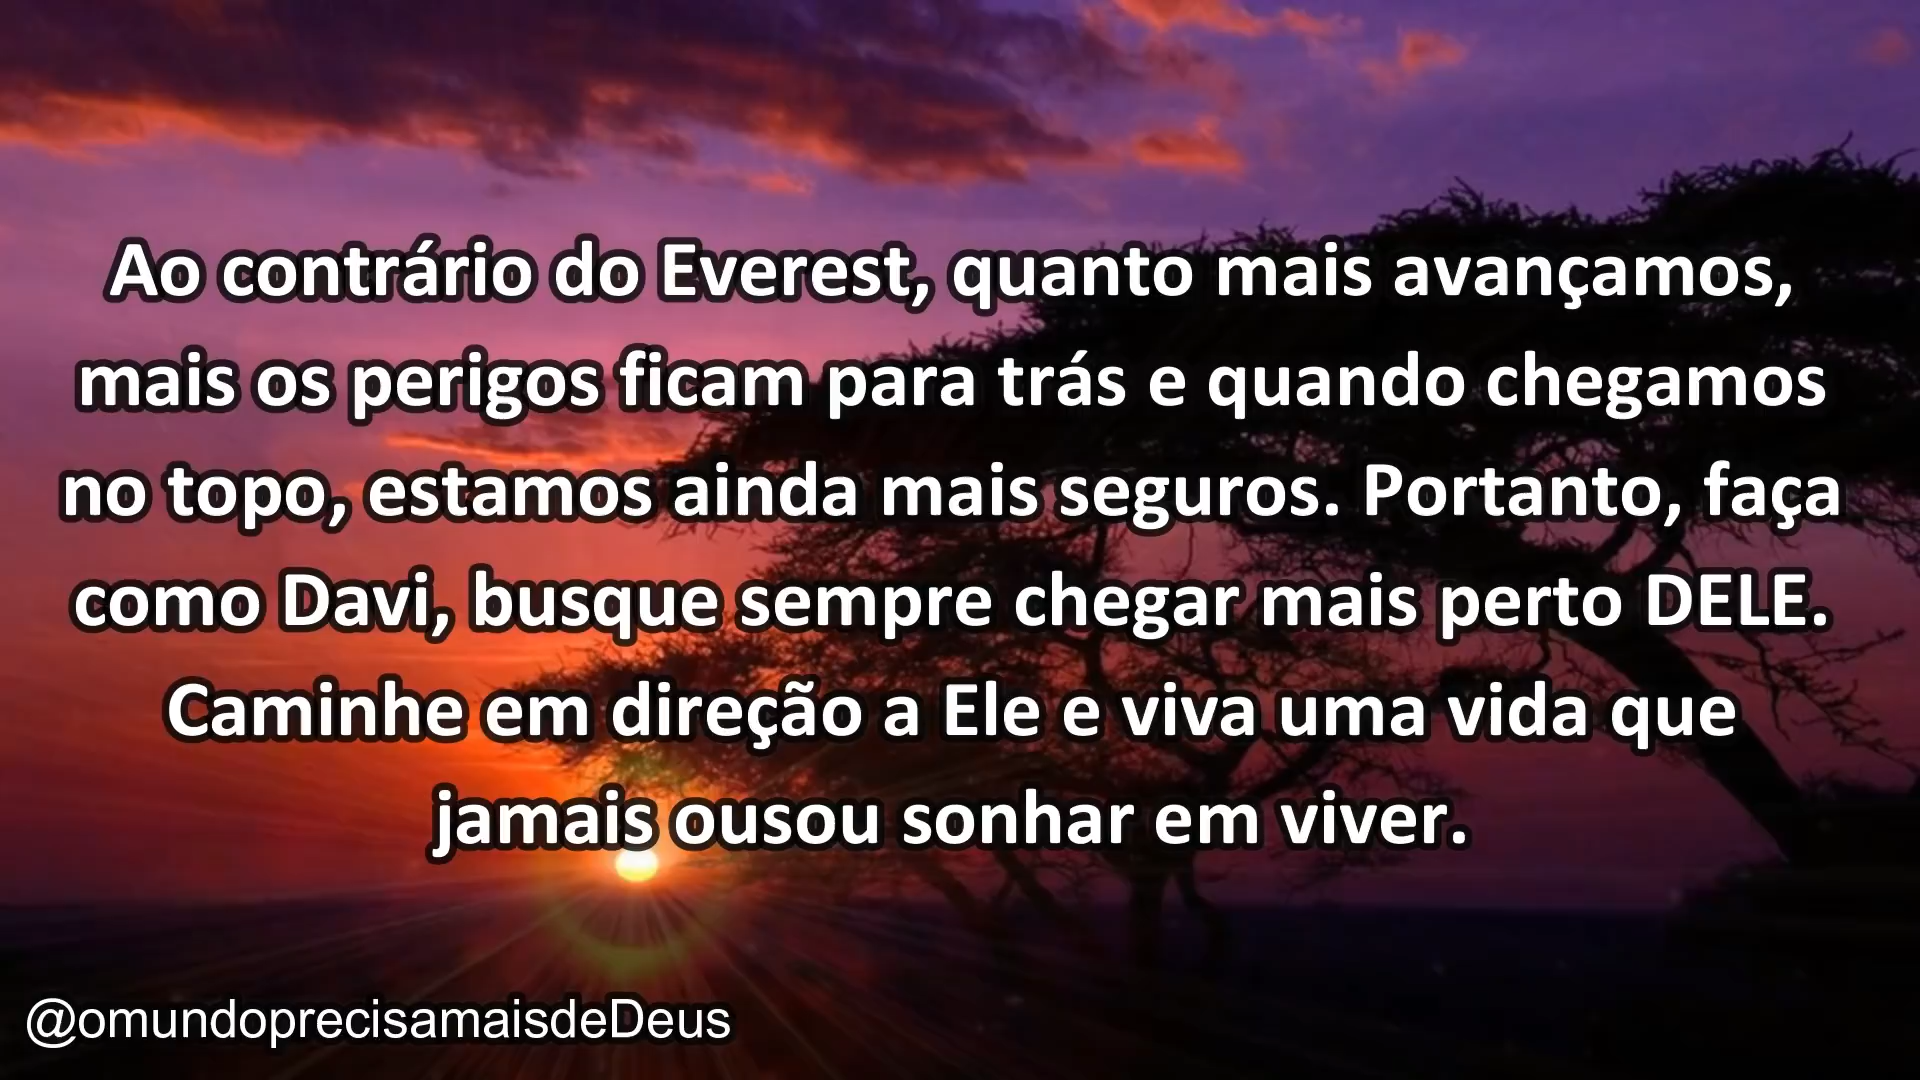 Ao contrário do Everest, quanto mais avançamos,
mais os perigos ficam para trás e quando chegamos
no topo, estamos ainda mais seguros. Portanto, faça
como Davi, busque sempre chegar mais perto DELE.
Caminhe em direção a Ele e viva uma vida que
jamais ousou sonhar em viver.
@omundoprecisamaisdeDeus